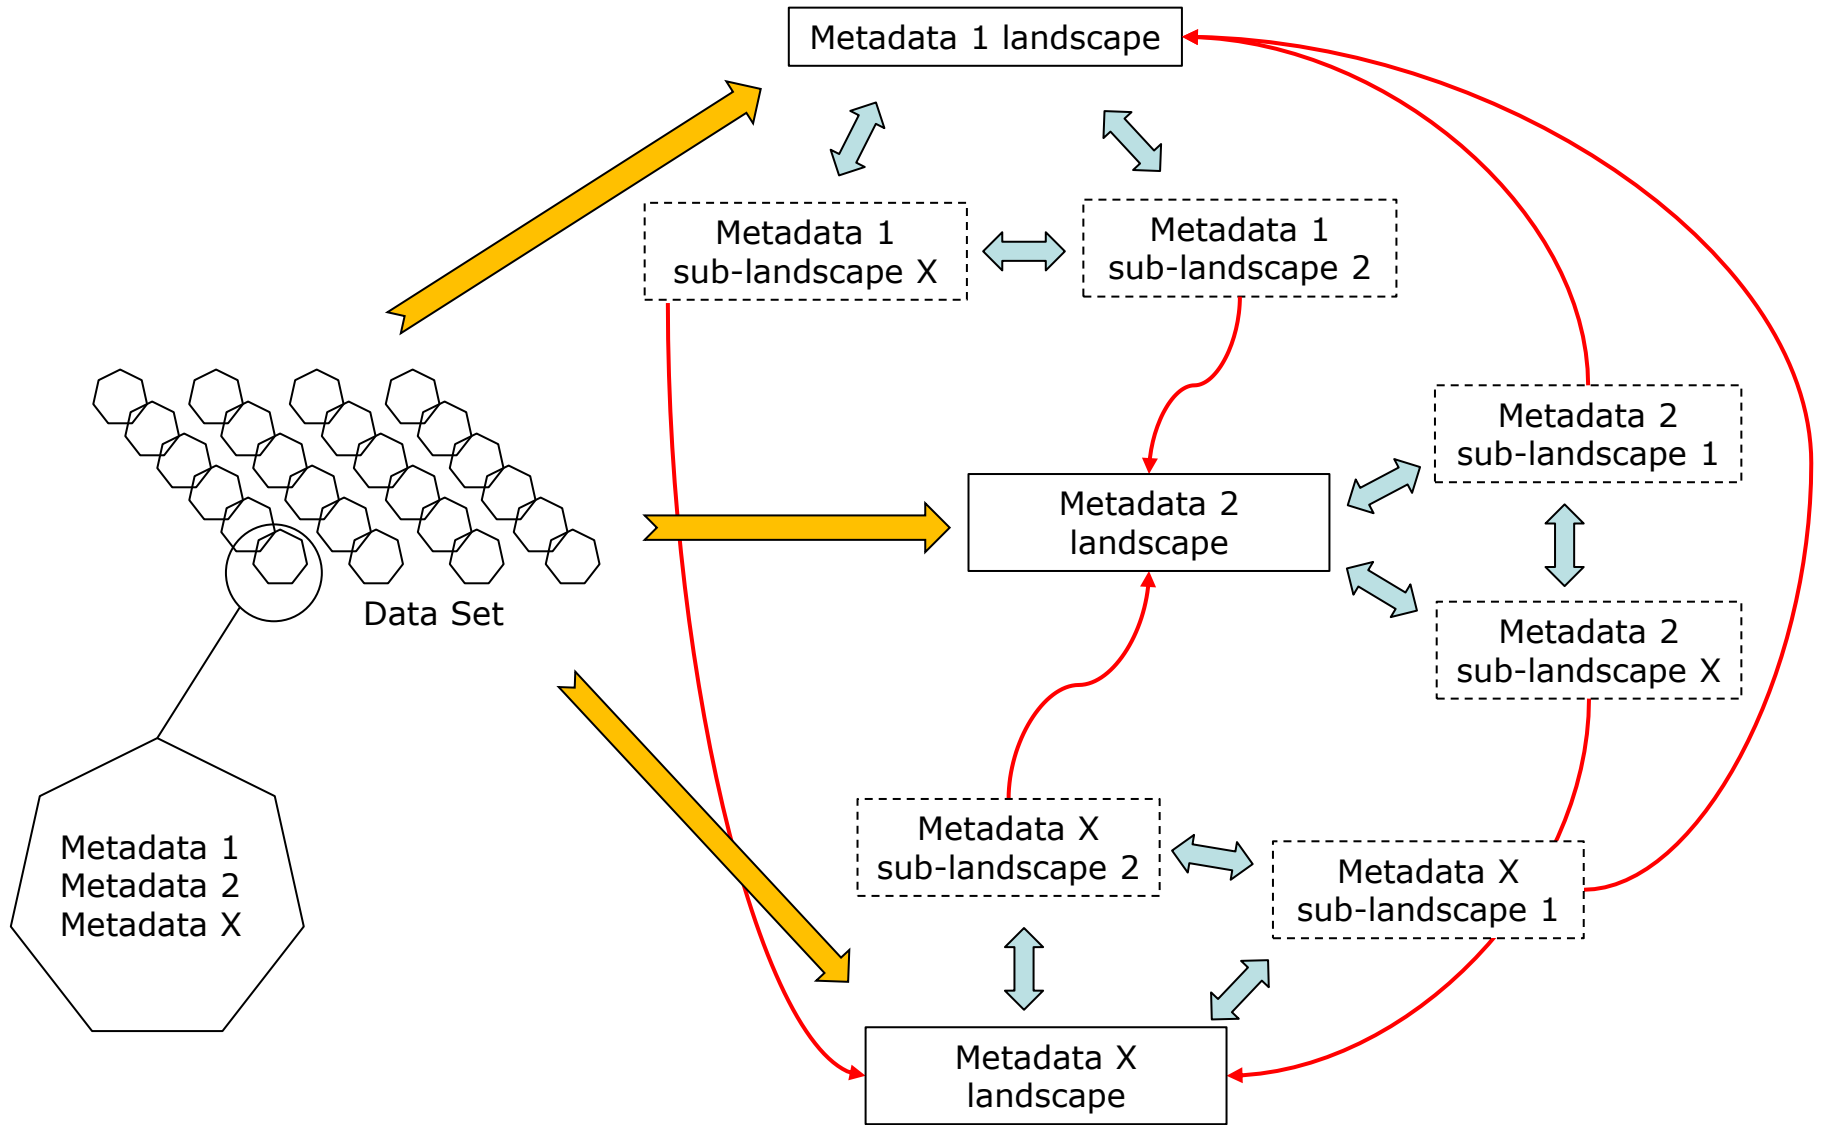 Metadata 1 landscape
Metadata 1
sub-landscape X
Metadata 1
sub-landscape 2
Metadata 2
sub-landscape 1
Metadata 2
landscape
Data Set
Metadata 2
sub-landscape X
Metadata 1
Metadata 2
Metadata X
Metadata X
sub-landscape 2
Metadata X
sub-landscape 1
Metadata X
landscape